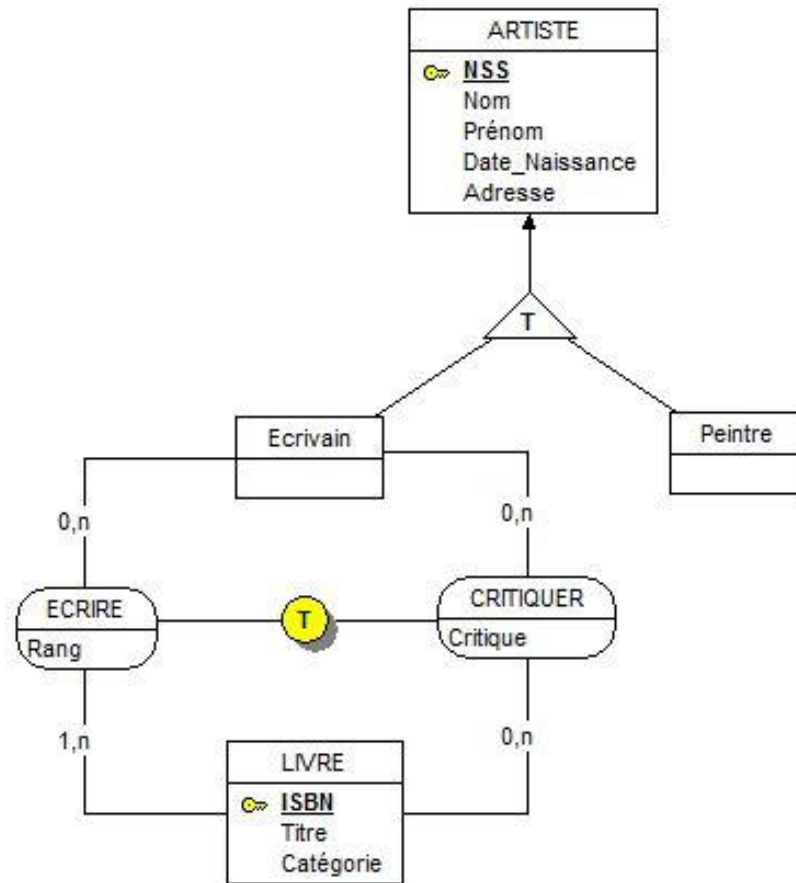 ARTISTE
NSS
Nom
Prénom
Date_Naissance
Adresse
T
Ecrivain
Peintre
0,n
0,n
ECRIRE
Rang
T
CRITIQUER
Critique
1,n
0,n
LIVRE
ISBN
Titre
Catégorie